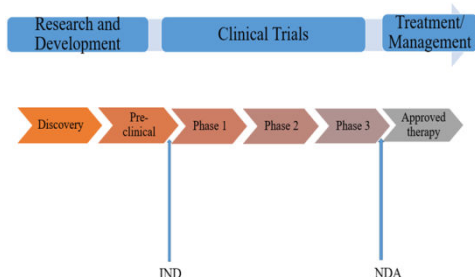 Research and
Development
Clinical Trials
Treatment/
Management
Discovery
Pre-
clinical
Phase 1
Phase 2
Phase 3
Approved
therapy
IND
NDA